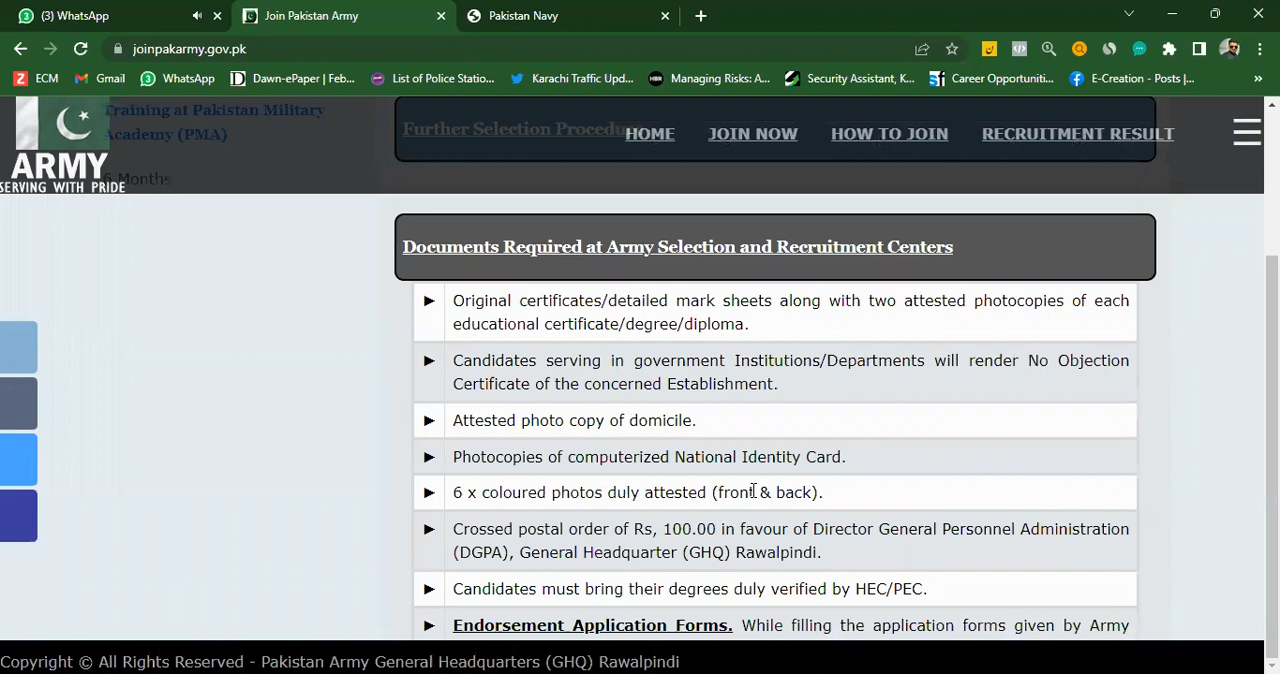 (3) WhatsApp
Join Pakistan Army
Pakistan Navy
joinpakarmy.gov.pk
ECM
Gmail
WhatsApp
Dawn-ePaper | Feb...
List of Police Statio...
Karachi Traffic Upd...
Managing Risks: A...
Security Assistant, K...
Career Opportuniti...
E-Creation - Posts |...
»
Training at Pakistan Military
Academy (PMA)
6 Months
ARMY
SERVING WITH PRIDE
Further Selection Procedu
HOME
JOIN NOW
HOW TO JOIN
RECRUITMENT RESULT
Documents Required at Army Selection and Recruitment Centers
Original certificates/detailed mark sheets along with two attested photocopies of each
educational certificate/degree/diploma.
Candidates serving in government Institutions/Departments will render No Objection
Certificate of the concerned Establishment.
Attested photo copy of domicile.
Photocopies of computerized National Identity Card.
6 x coloured photos duly attested (front & back).
Crossed postal order of Rs, 100.00 in favour of Director General Personnel Administration
(DGPA), General Headquarter (GHQ) Rawalpindi.
Candidates must bring their degrees duly verified by HEC/PEC.
Endorsement Application Forms. While filling the application forms given by Army
Copyright © All Rights Reserved - Pakistan Army General Headquarters (GHQ) Rawalpindi